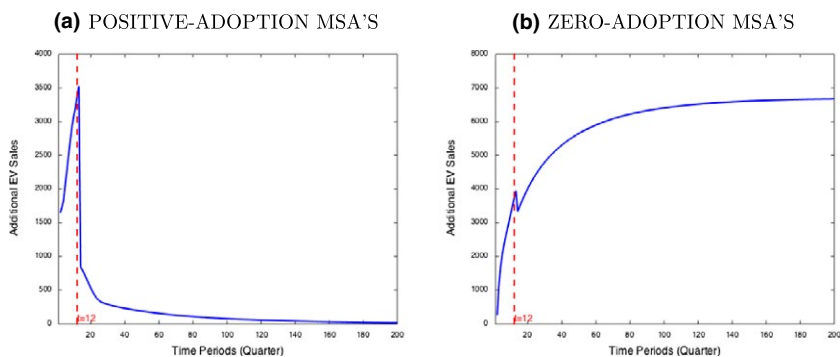 (a) POSITIVE-ADOPTION MSA'S
4000
3500
3000
2500
2000
1500
1000
500
0
Additional EV Sales
t=12
20 40 60 80 100 120 140 160 180 200
Time Periods (Quarter)
(b) ZERO-ADOPTION MSA'S
8000
7000
6000
5000
4000
3000
2000
1000
0
Additional EV Sales
t=12
20 40 60 80 100 120 140 160 180 200
Time Periods (Quarter)